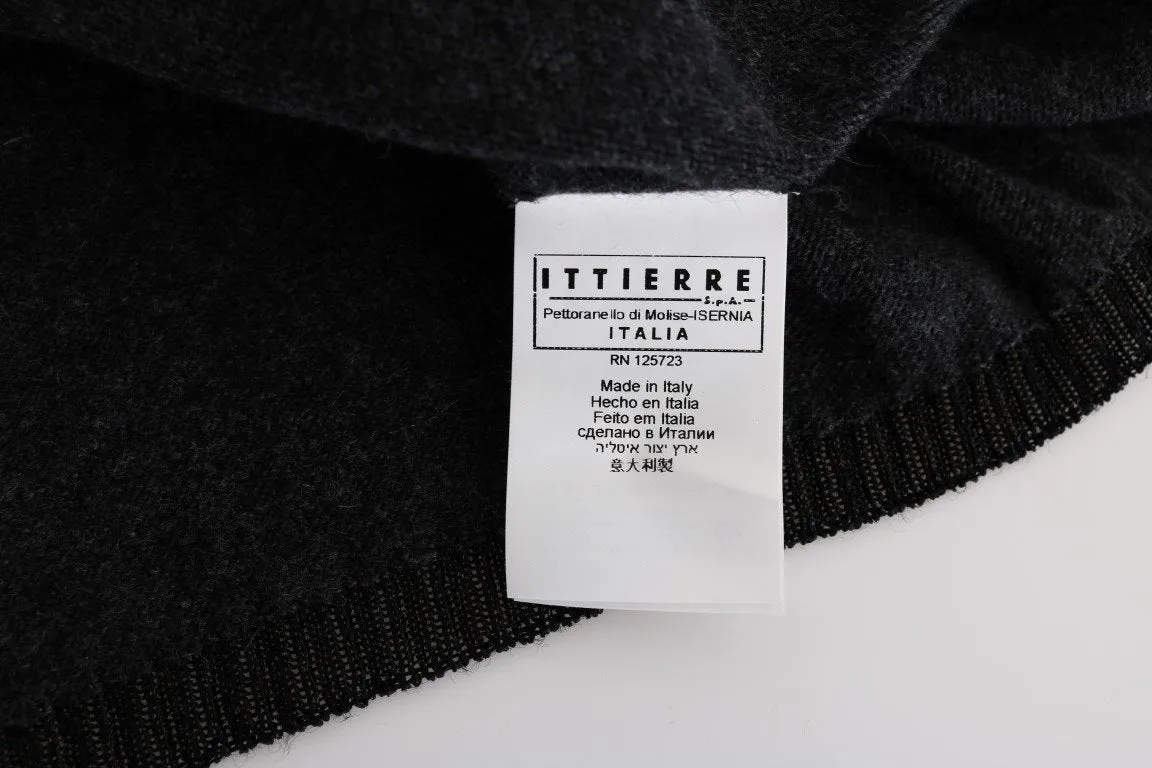 ITTIERRE
S.p.A.
Pettoranello di Molise-ISERNIA
ITALIA
RN 125723
Made in Italy
Hecho en Italia
Feito em Italia
сделано в Италии
ארץ יצור איטליה
意大利製